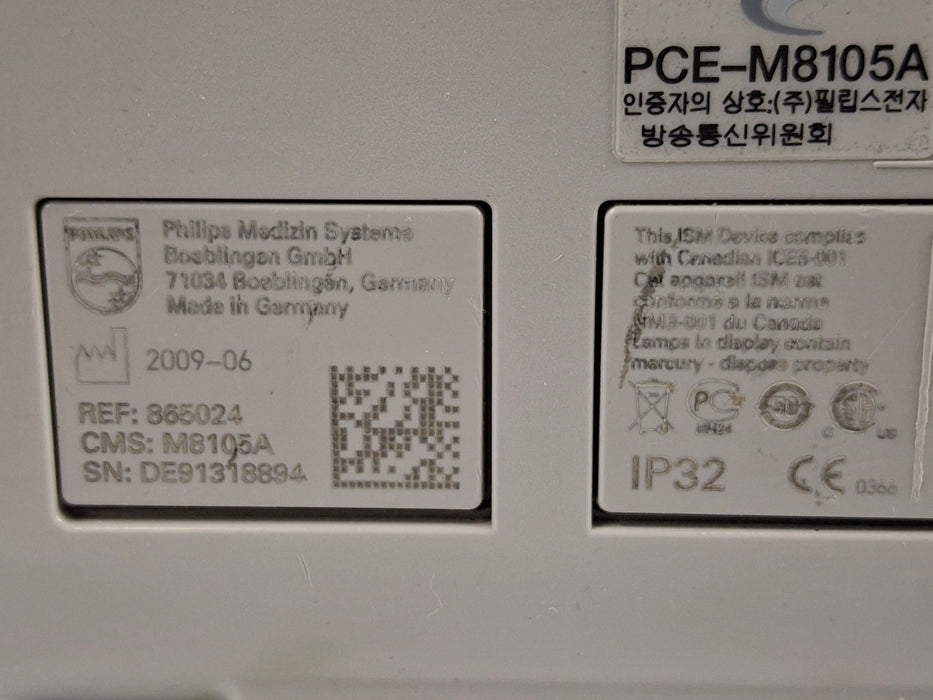 PCE-M8105A
인증자의 상호:(주)필립스전자
방송통신위원회
PHILIPS
Philips Medizin Systeme
Boeblingen GmbH
71034 Boeblingen, Germany
Made in Germany
2009-06
REF: 865024
CMS: M8105A
SN: DE91318894
This ISM Device complies
with Canadian ICES-001
Cet appareil ISM est
conforme a la norme
NMB-001 du Canada
Lamps in display contain
mercury - dispose property
PC
C US
IP32
CE 0366